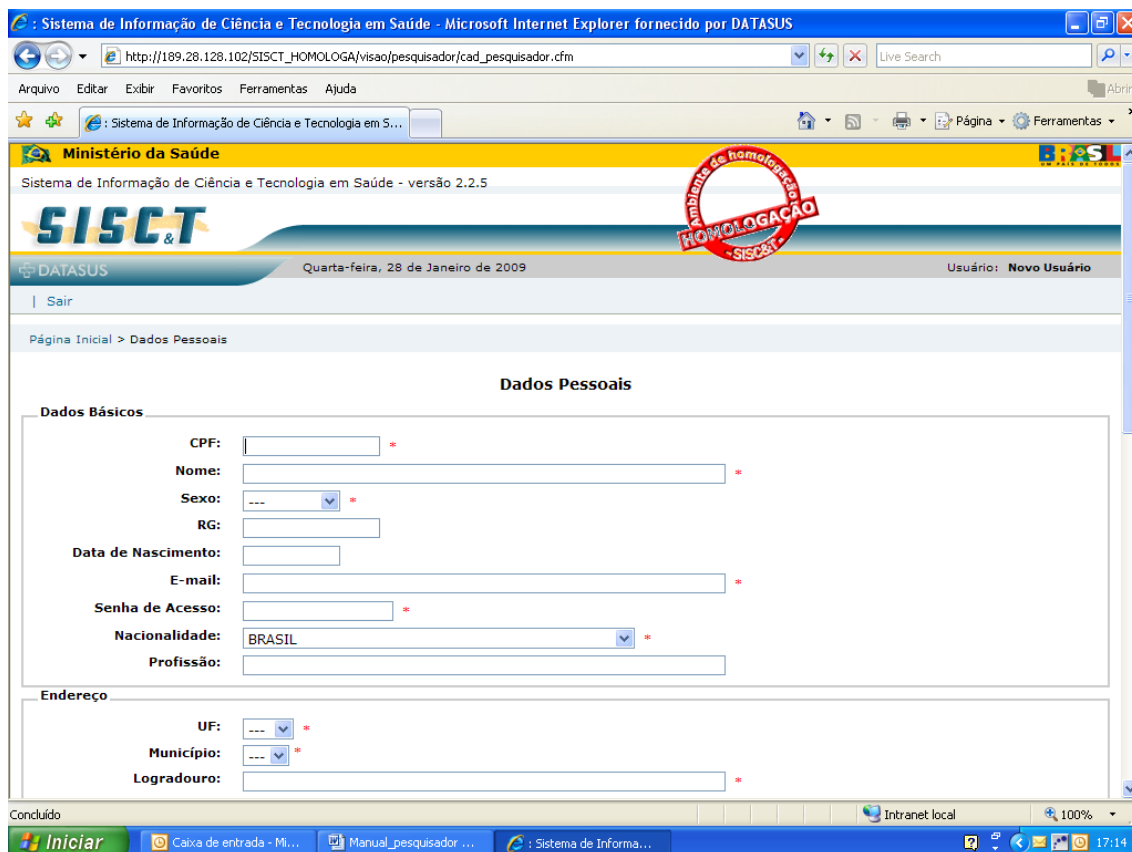 : Sistema de Informação de Ciência e Tecnologia em Saúde - Microsoft Internet Explorer fornecido por DATASUS
http://189.28.128.102/SISCT_HOMOLOGA/visao/pesquisador/cad_pesquisador.cfm
Live Search
Arquivo Editar Exibir Favoritos Ferramentas Ajuda
Abrir
: Sistema de Informação de Ciência e Tecnologia em S...
Página Ferramentas
Ministério da Saúde
BRASIL
UM PAÍS DE TODOS
Sistema de Informação de Ciência e Tecnologia em Saúde - versão 2.2.5
Ambiente de homologação
HOMOLOGAÇÃO
- SISC&T -
SISC&T
DATASUS
Quarta-feira, 28 de Janeiro de 2009
Usuário: Novo Usuário
| Sair
Página Inicial > Dados Pessoais
Dados Pessoais
Dados Básicos
CPF: *
Nome: *
Sexo: --- *
RG:
Data de Nascimento:
E-mail: *
Senha de Acesso: *
Nacionalidade: BRASIL *
Profissão:
Endereço
UF: --- *
Município: --- *
Logradouro: *
Concluído
Intranet local
100%
Iniciar
Caixa de entrada - Mi...
Manual_pesquisador ...
: Sistema de Informa...
17:14